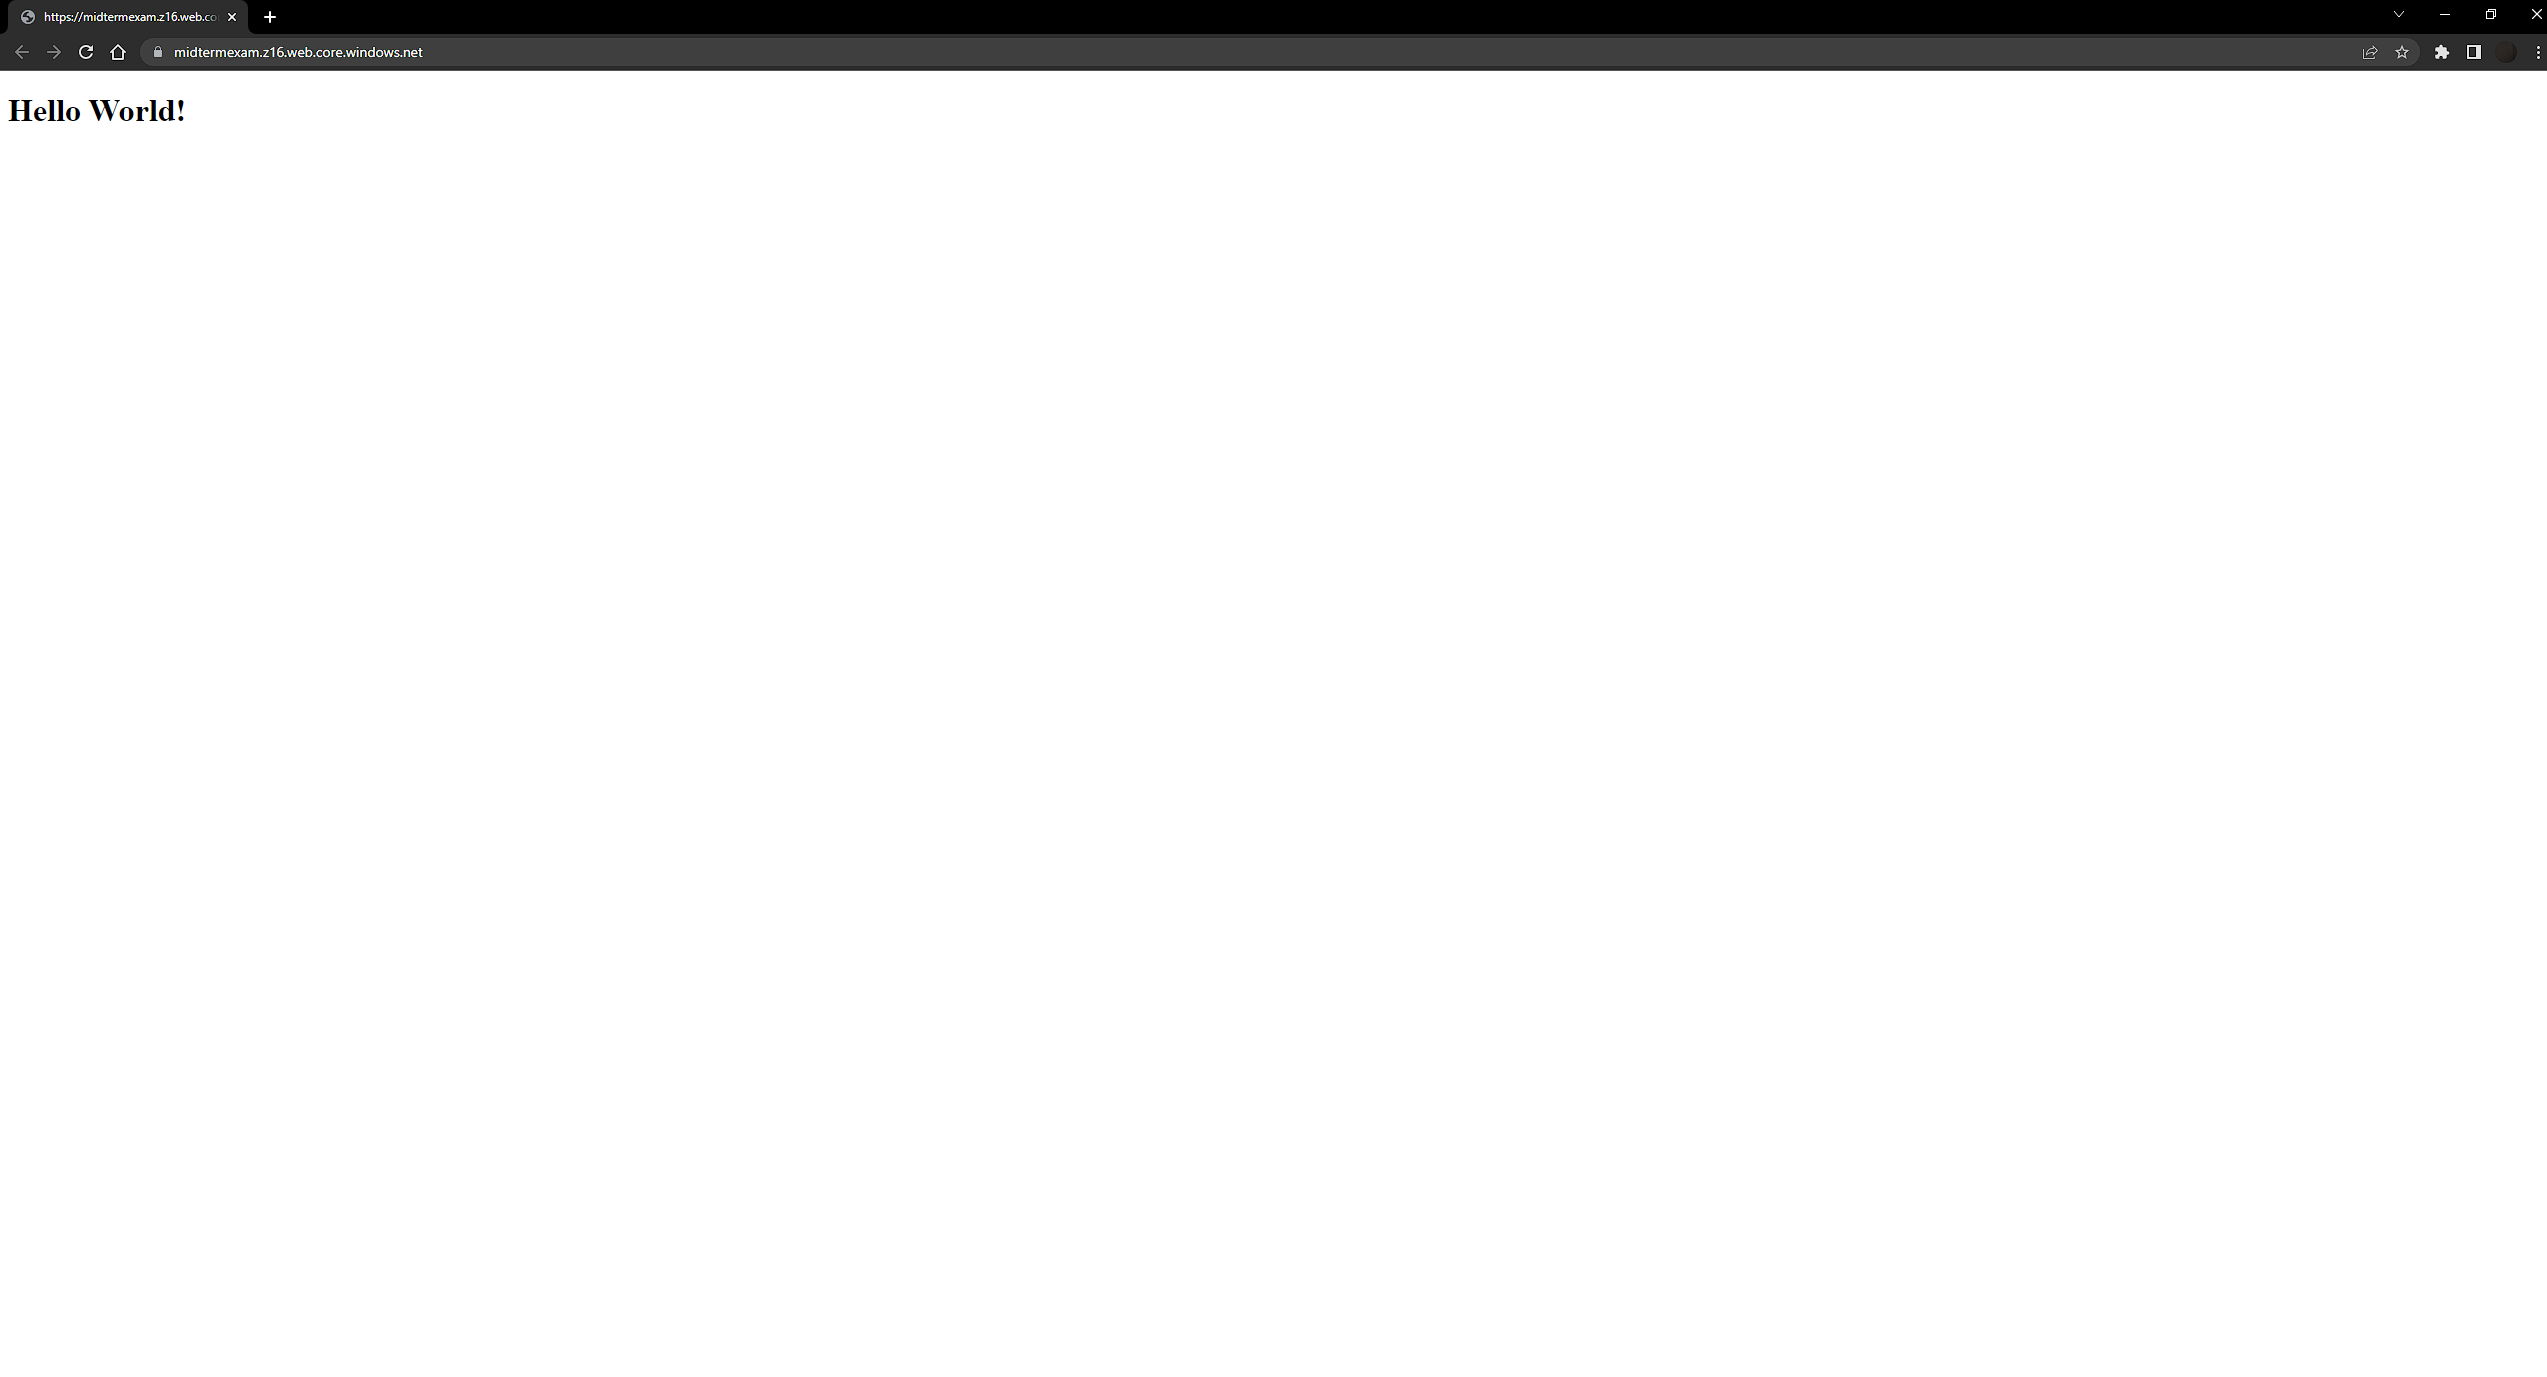 https://midtermexam.z16.web.co
midtermexam.z16.web.core.windows.net
Hello World!